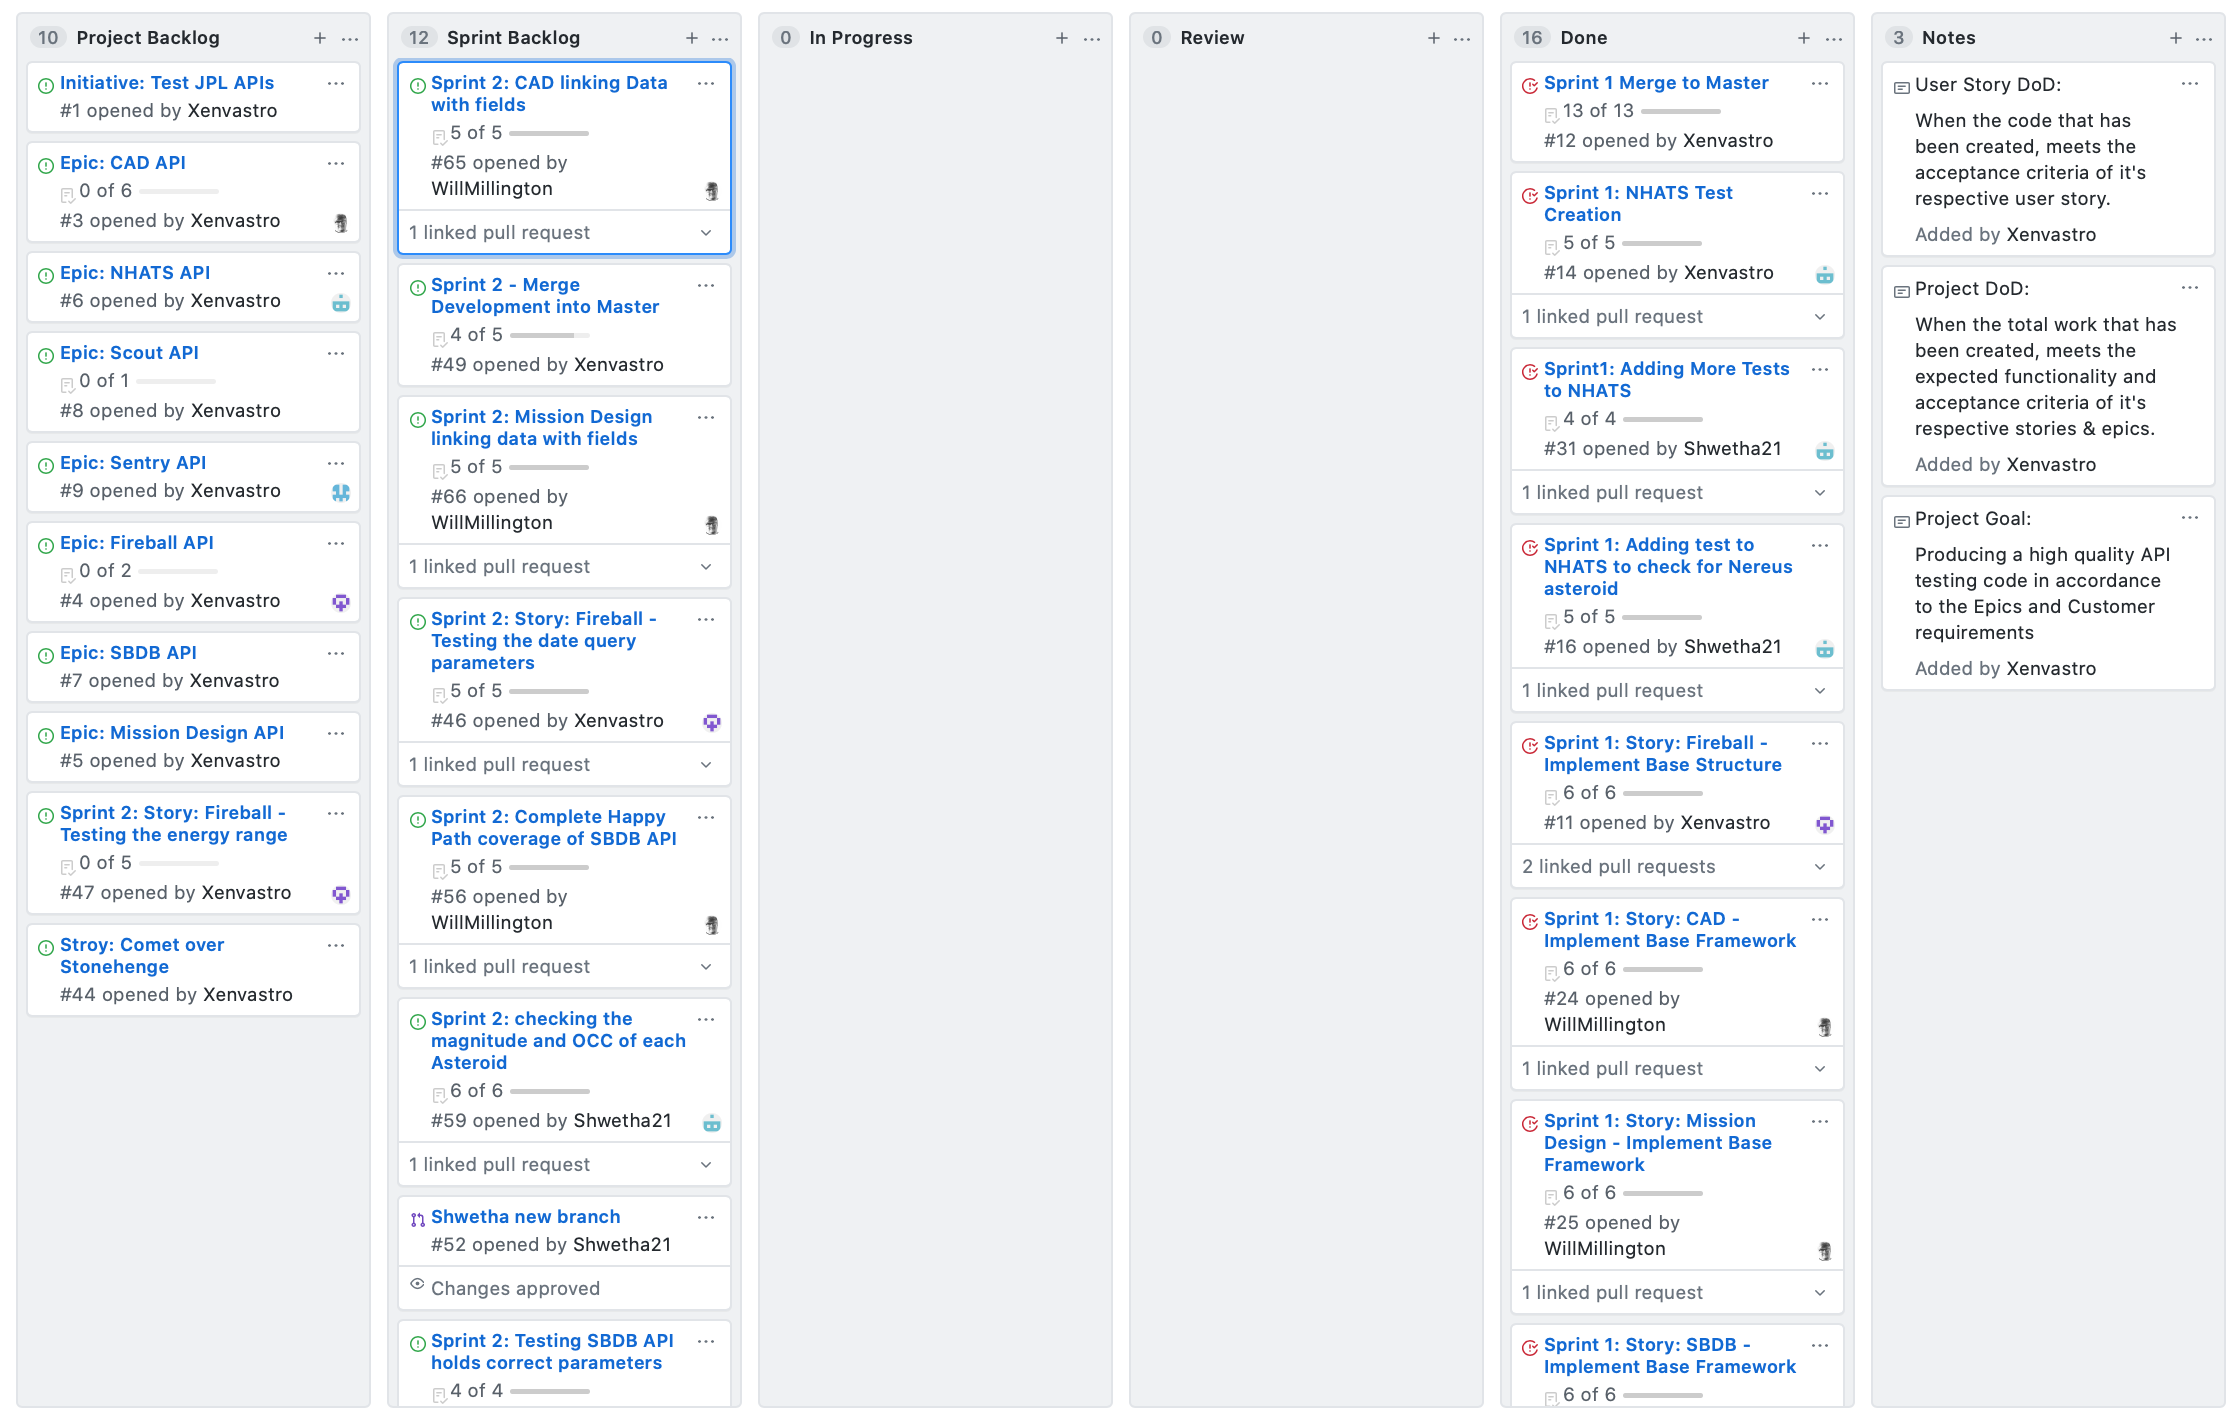 10 Project Backlog
Initiative: Test JPL APIs
#1 opened by Xenvastro
Epic: CAD API
0 of 6
#3 opened by Xenvastro
Epic: NHATS API
#6 opened by Xenvastro
Epic: Scout API
0 of 1
#8 opened by Xenvastro
Epic: Sentry API
#9 opened by Xenvastro
Epic: Fireball API
0 of 2
#4 opened by Xenvastro
Epic: SBDB API
#7 opened by Xenvastro
Epic: Mission Design API
#5 opened by Xenvastro
Sprint 2: Story: Fireball -
Testing the energy range
0 of 5
#47 opened by Xenvastro
Stroy: Comet over
Stonehenge
#44 opened by Xenvastro
12 Sprint Backlog
Sprint 2: CAD linking Data
with fields
5 of 5
#65 opened by
WillMillington
1 linked pull request
Sprint 2 - Merge
Development into Master
4 of 5
#49 opened by Xenvastro
Sprint 2: Mission Design
linking data with fields
5 of 5
#66 opened by
WillMillington
1 linked pull request
Sprint 2: Story: Fireball -
Testing the date query
parameters
5 of 5
#46 opened by Xenvastro
1 linked pull request
Sprint 2: Complete Happy
Path coverage of SBDB API
5 of 5
#56 opened by
WillMillington
1 linked pull request
Sprint 2: checking the
magnitude and OCC of each
Asteroid
6 of 6
#59 opened by Shwetha21
1 linked pull request
Shwetha new branch
#52 opened by Shwetha21
Changes approved
Sprint 2: Testing SBDB API
holds correct parameters
4 of 4
0 In Progress
0 Review
16 Done
Sprint 1 Merge to Master
13 of 13
#12 opened by Xenvastro
Sprint 1: NHATS Test
Creation
5 of 5
#14 opened by Xenvastro
1 linked pull request
Sprint1: Adding More Tests
to NHATS
4 of 4
#31 opened by Shwetha21
1 linked pull request
Sprint 1: Adding test to
NHATS to check for Nereus
asteroid
5 of 5
#16 opened by Shwetha21
1 linked pull request
Sprint 1: Story: Fireball -
Implement Base Structure
6 of 6
#11 opened by Xenvastro
2 linked pull requests
Sprint 1: Story: CAD -
Implement Base Framework
6 of 6
#24 opened by
WillMillington
1 linked pull request
Sprint 1: Story: Mission
Design - Implement Base
Framework
6 of 6
#25 opened by
WillMillington
1 linked pull request
Sprint 1: Story: SBDB -
Implement Base Framework
6 of 6
3 Notes
User Story DoD:
When the code that has
been created, meets the
acceptance criteria of it's
respective user story.
Added by Xenvastro
Project DoD:
When the total work that has
been created, meets the
expected functionality and
acceptance criteria of it's
respective stories & epics.
Added by Xenvastro
Project Goal:
Producing a high quality API
testing code in accordance
to the Epics and Customer
requirements
Added by Xenvastro